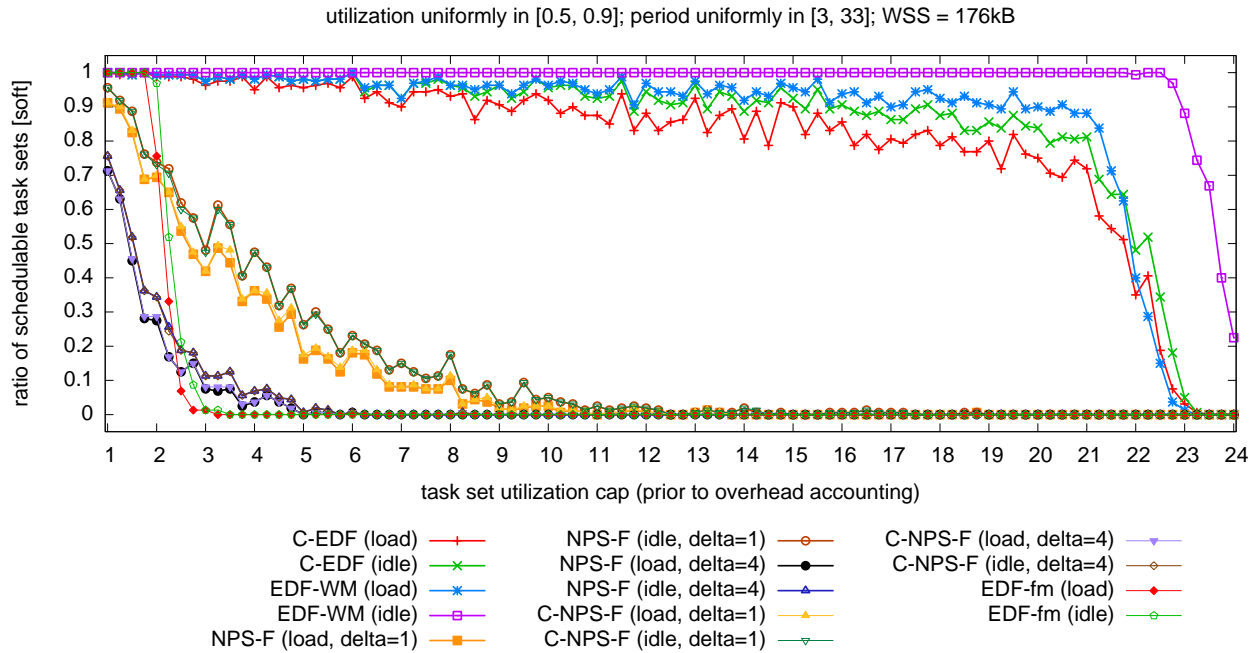 utilization uniformly in [0.5, 0.9]; period uniformly in [3, 33]; WSS = 176kB
ratio of schedulable task sets [soft]
1
0.9
0.8
0.7
0.6
0.5
0.4
0.3
0.2
0.1
0
1 2 3 4 5 6 7 8 9 10 11 12 13 14 15 16 17 18 19 20 21 22 23 24
task set utilization cap (prior to overhead accounting)
C-EDF (load)
C-EDF (idle)
EDF-WM (load)
EDF-WM (idle)
NPS-F (load, delta=1)
NPS-F (idle, delta=1)
NPS-F (load, delta=4)
NPS-F (idle, delta=4)
C-NPS-F (load, delta=1)
C-NPS-F (idle, delta=1)
C-NPS-F (load, delta=4)
C-NPS-F (idle, delta=4)
EDF-fm (load)
EDF-fm (idle)